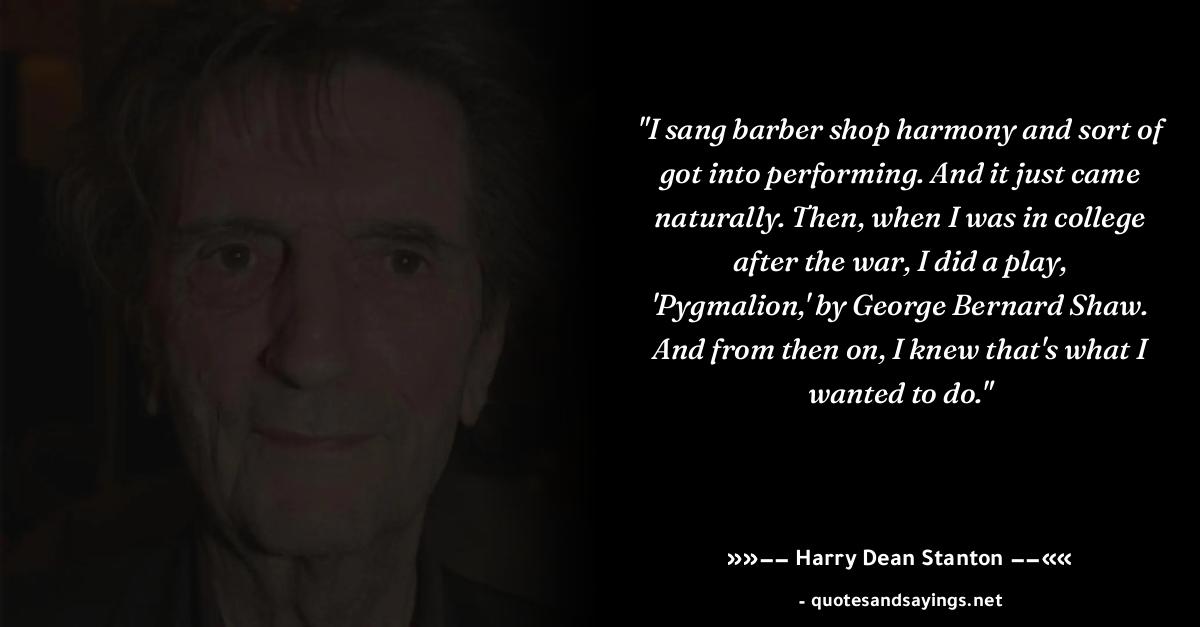 "I sang barber shop harmony and sort of
got into performing. And it just came
naturally. Then, when I was in college
after the war, I did a play,
'Pygmalion,' by George Bernard Shaw.
And from then on, I knew that's what I
wanted to do."
»»–– Harry Dean Stanton ––««
- quotesandsayings.net